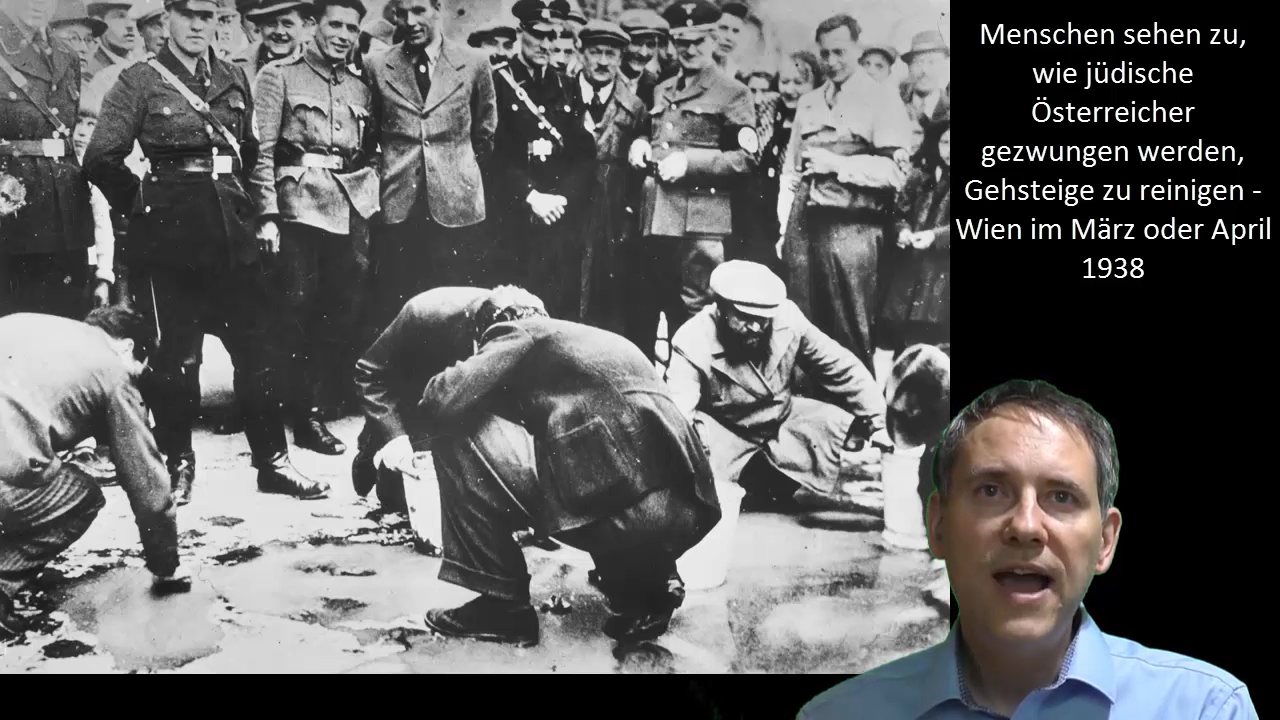 Menschen sehen zu,
wie jüdische
Österreicher
gezwungen werden,
Gehsteige zu reinigen -
Wien im März oder April
1938